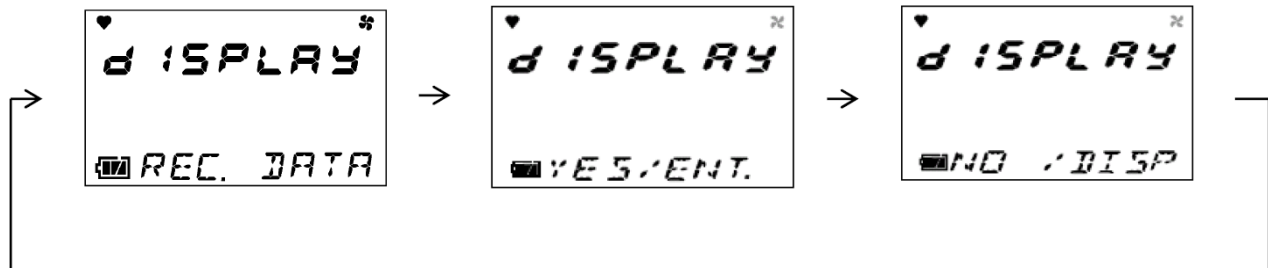 dISPLAY
REC. DATA
dISPLAY
YES/ENT.
dISPLAY
NO /DISP